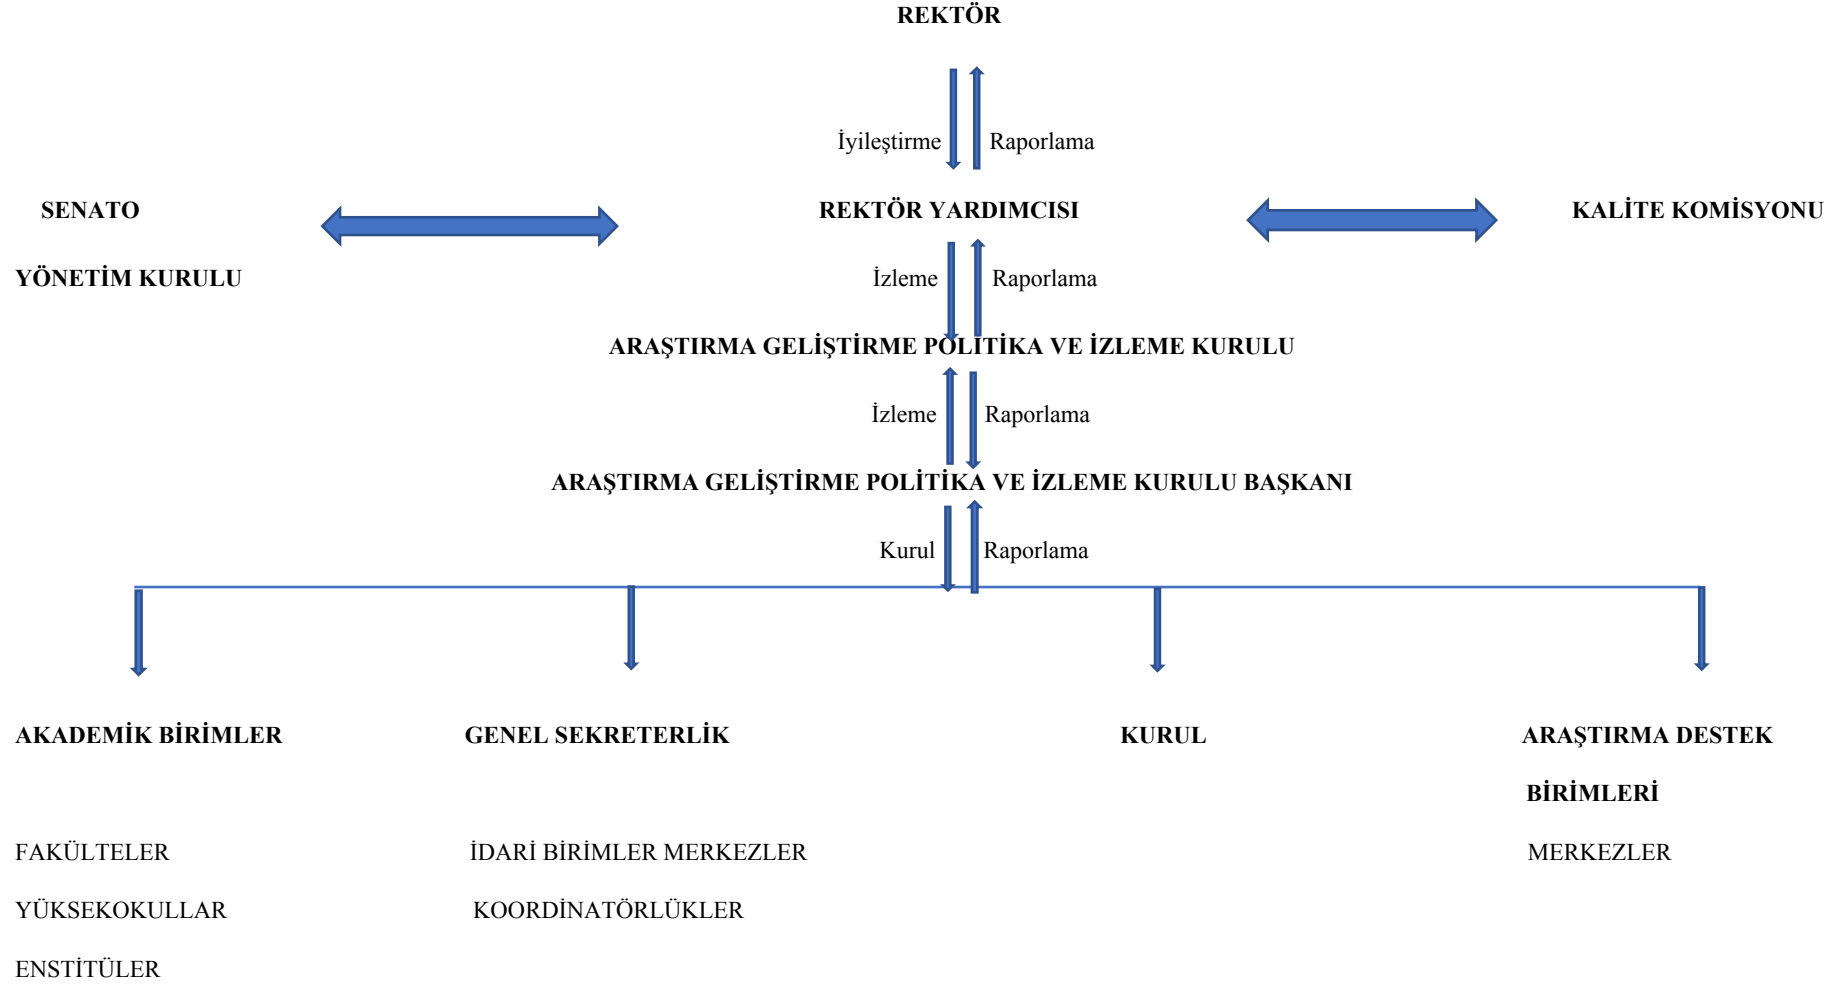 REKTÖR
İyileştirme Raporlama
SENATO REKTÖR YARDIMCISI KALİTE KOMİSYONU
YÖNETİM KURULU İzleme Raporlama
ARAŞTIRMA GELİŞTİRME POLİTİKA VE İZLEME KURULU
İzleme Raporlama
ARAŞTIRMA GELİŞTİRME POLİTİKA VE İZLEME KURULU BAŞKANI
Kurul Raporlama
AKADEMİK BİRİMLER GENEL SEKRETERLİK KURUL ARAŞTIRMA DESTEK
BİRİMLERİ
FAKÜLTELER İDARİ BİRİMLER MERKEZLER MERKEZLER
YÜKSEKOKULLAR KOORDİNATÖRLÜKLER
ENSTİTÜLER